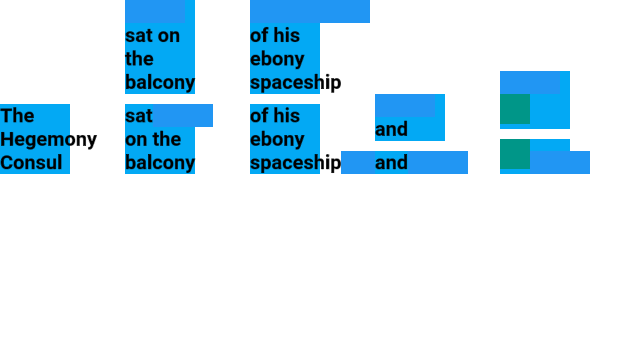 The
Hegemony
Consul
sat on
the
balcony
sat
on the
balcony
of his
ebony
spaceship
of his
ebony
spaceship
and
and